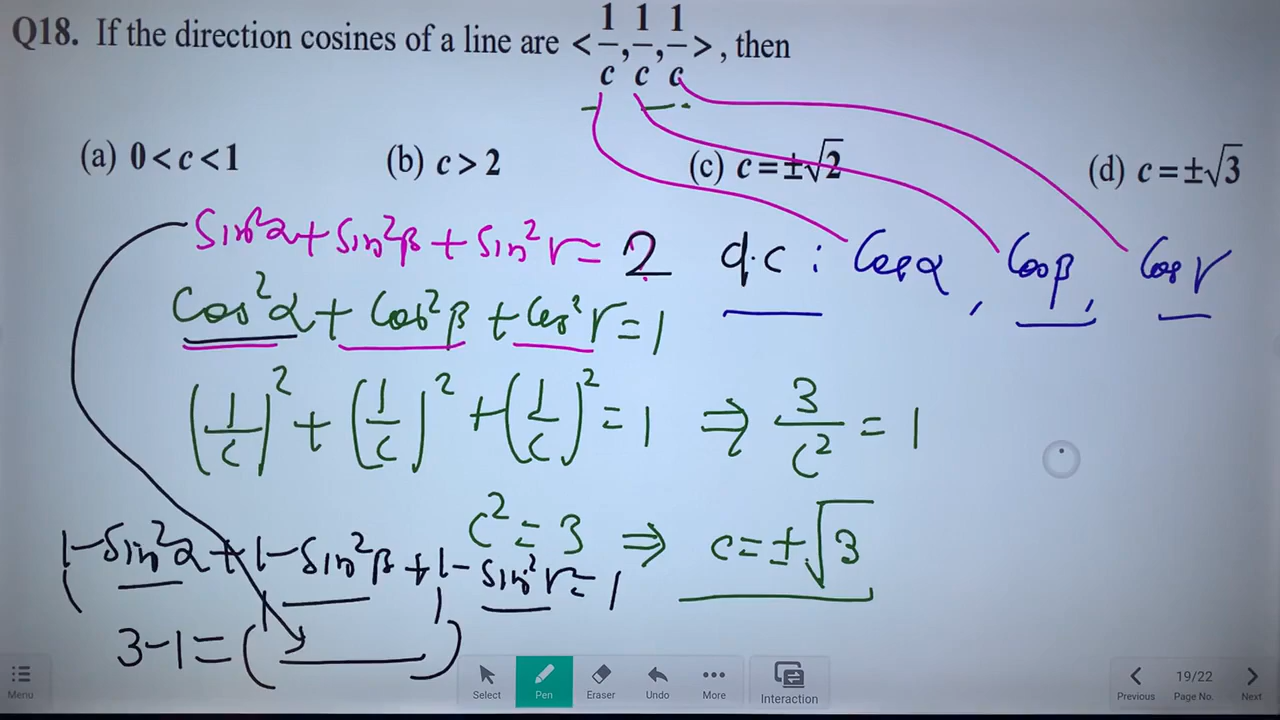 Q18. If the direction cosines of a line are < 1/c, 1/c, 1/c >, then
(a) 0 < c < 1 (b) c > 2 (c) c = ±√2 (d) c = ±√3
Sin²α + Sin²β + Sin²r = 2 d.c : Cosα, Cosβ, Cosr
Cos²α + Cos²β + Cos²r = 1
(1/c)² + (1/c)² + (1/c)² = 1 ⇒ 3/c² = 1
c² = 3 ⇒ c = ±√3
1-Sin²α + 1-Sin²β + 1-Sin²r = 1
3-1 = ( )
Menu Select Pen Eraser Undo More Interaction Previous 19/22 Page No. Next